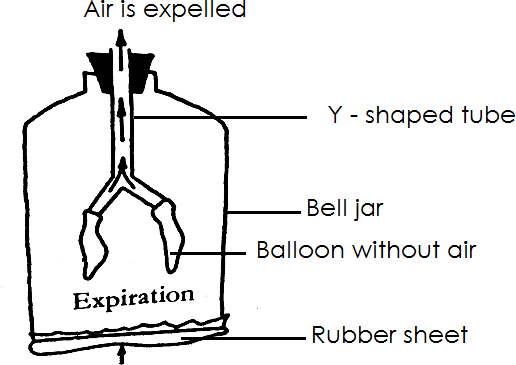 Air is expelled
Y - shaped tube
Bell jar
Balloon without air
Expiration
Rubber sheet